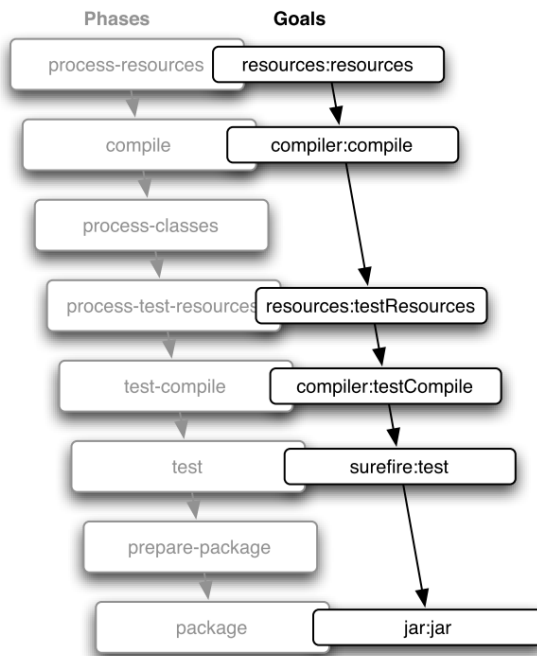 Phases Goals
process-resources resources:resources
compile compiler:compile
process-classes
process-test-resources resources:testResources
test-compile compiler:testCompile
test surefire:test
prepare-package
package jar:jar